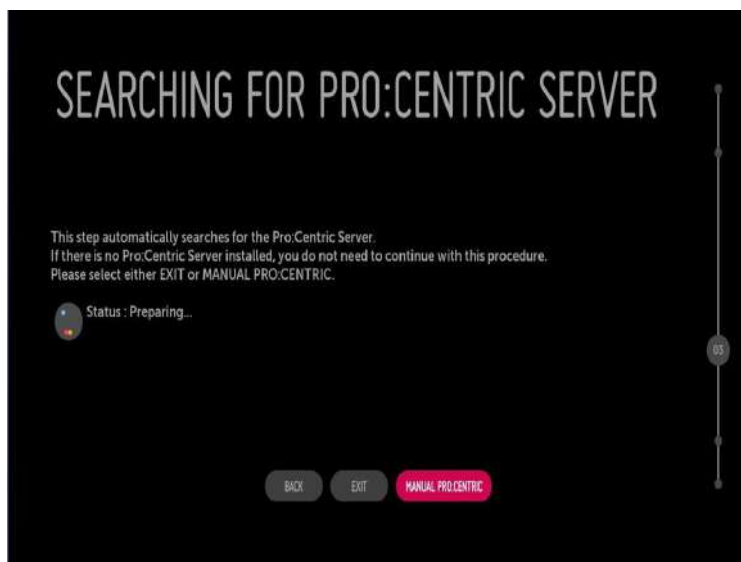 SEARCHING FOR PRO:CENTRIC SERVER
This step automatically searches for the Pro:Centric Server.
If there is no Pro:Centric Server installed, you do not need to continue with this procedure.
Please select either EXIT or MANUAL PRO:CENTRIC.
Status : Preparing...
03
BACK EXIT MANUAL PRO:CENTRIC